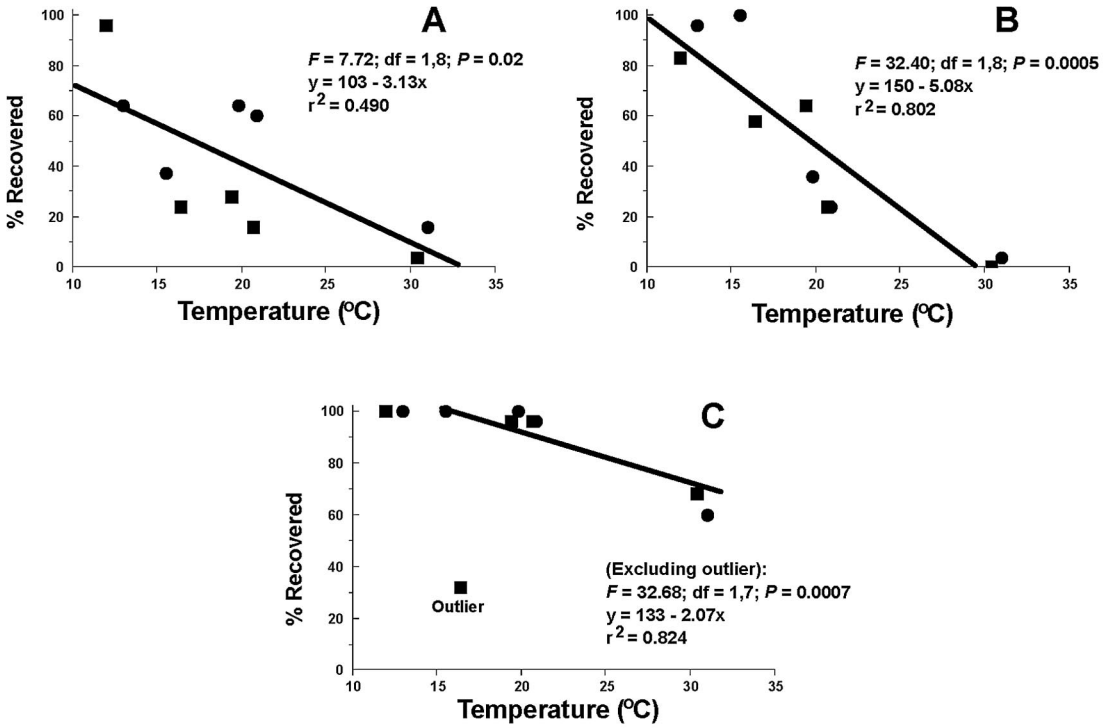 A
F = 7.72; df = 1,8; P = 0.02
y = 103 - 3.13x
r² = 0.490
% Recovered
100
80
60
40
20
0
10 15 20 25 30 35
Temperature (ºC)
B
F = 32.40; df = 1,8; P = 0.0005
y = 150 - 5.08x
r² = 0.802
% Recovered
100
80
60
40
20
0
10 15 20 25 30 35
Temperature (ºC)
C
% Recovered
100
80
60
40
20
0
Outlier
(Excluding outlier):
F = 32.68; df = 1,7; P = 0.0007
y = 133 - 2.07x
r² = 0.824
10 15 20 25 30 35
Temperature (ºC)